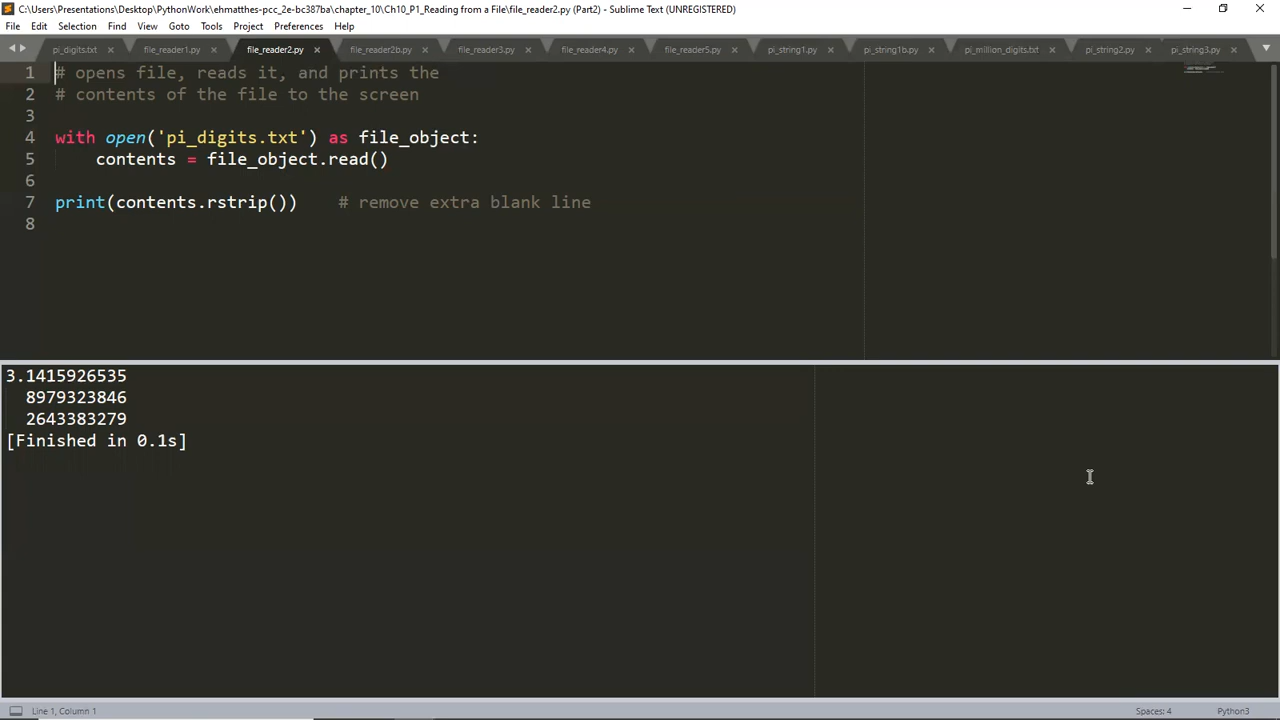 C:\Users\Presentations\Desktop\PythonWork\ehmatthes-pcc_2e-bc387ba\chapter_10\Ch10_P1_Reading from a File\file_reader2.py (Part2) - Sublime Text (UNREGISTERED)
File Edit Selection Find View Goto Tools Project Preferences Help
pi_digits.txt file_reader1.py file_reader2.py file_reader2b.py file_reader3.py file_reader4.py file_reader5.py pi_string1.py pi_string1b.py pi_million_digits.txt pi_string2.py pi_string3.py
1 # opens file, reads it, and prints the
2 # contents of the file to the screen
3
4 with open('pi_digits.txt') as file_object:
5     contents = file_object.read()
6
7 print(contents.rstrip())    # remove extra blank line
8
3.1415926535
  8979323846
  2643383279
[Finished in 0.1s]
Line 1, Column 1 Spaces: 4 Python3